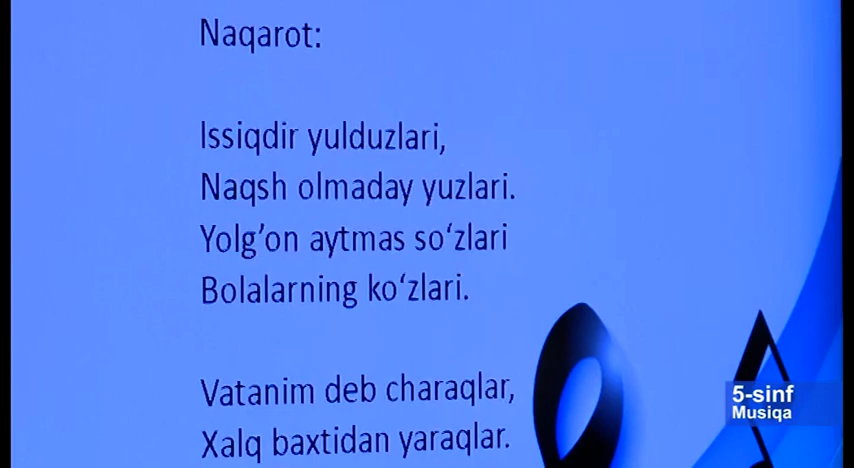 Naqarot:
Issiqdir yulduzlari,
Naqsh olmaday yuzlari.
Yolg’on aytmas so‘zlari
Bolalarning ko‘zlari.
Vatanim deb charaqlar,
Xalq baxtidan yaraqlar.
5-sinf
Musiqa